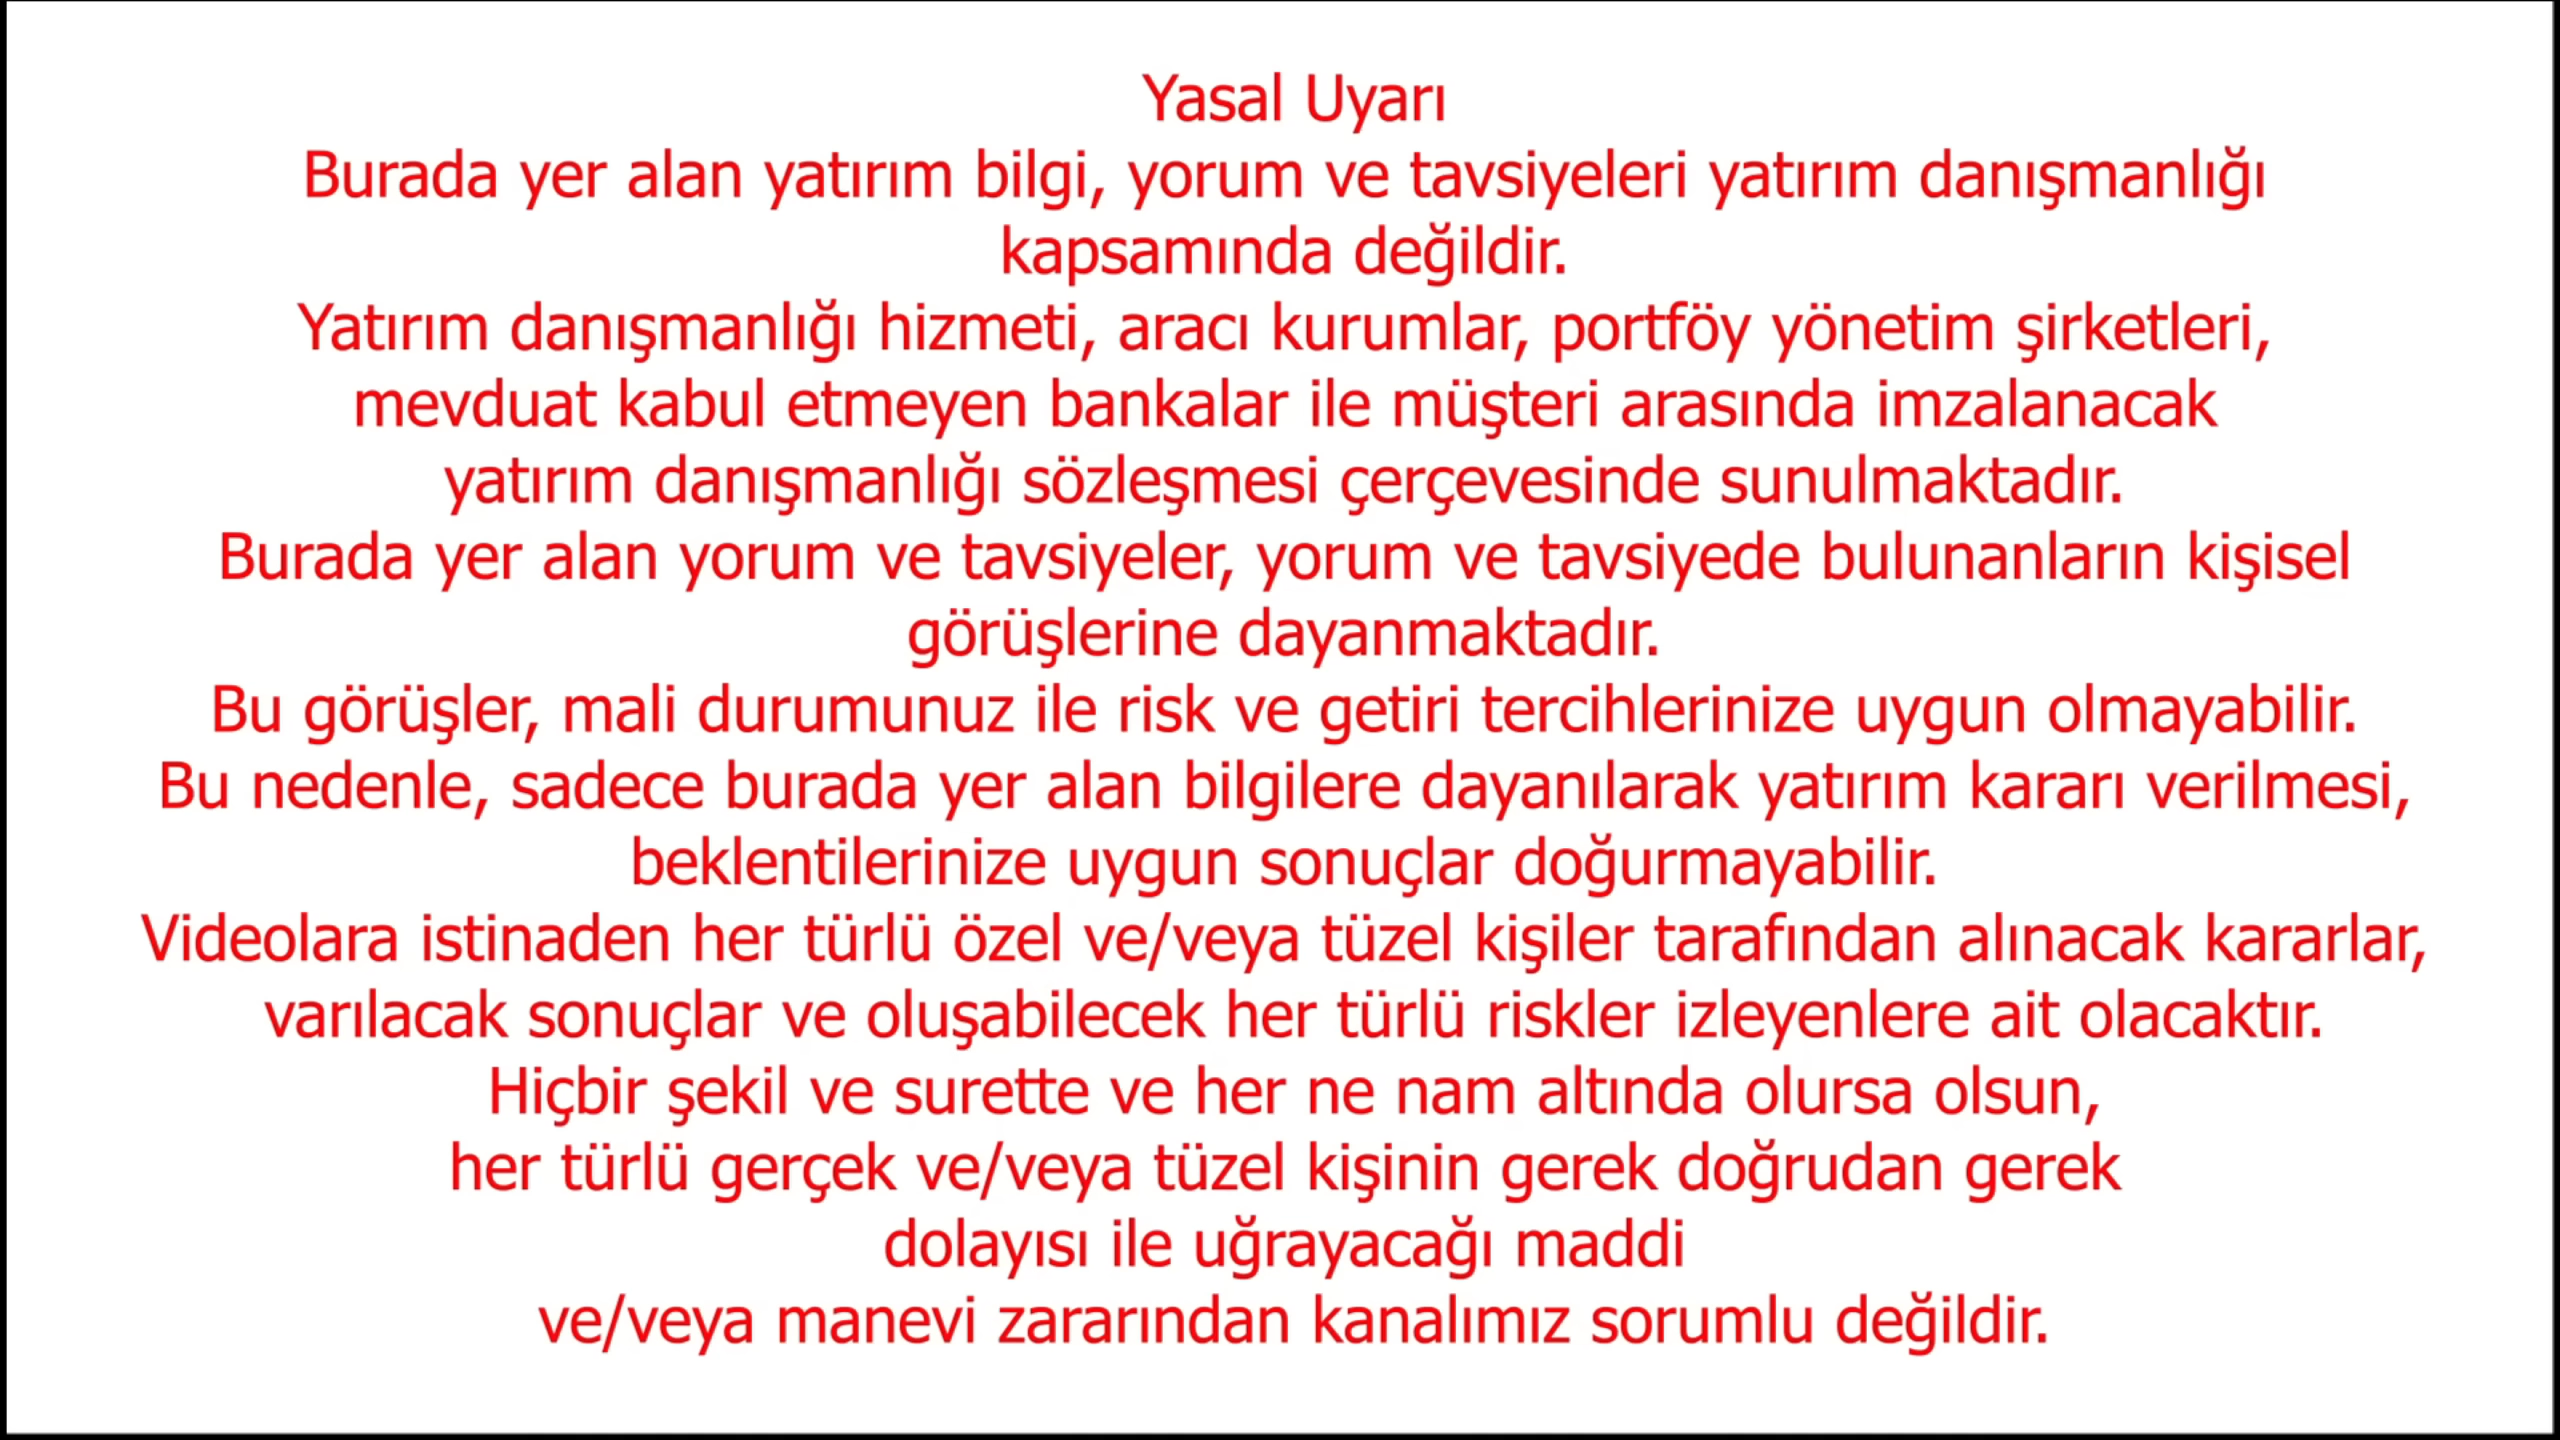 Yasal Uyarı
Burada yer alan yatırım bilgi, yorum ve tavsiyeleri yatırım danışmanlığı
kapsamında değildir.
Yatırım danışmanlığı hizmeti, aracı kurumlar, portföy yönetim şirketleri,
mevduat kabul etmeyen bankalar ile müşteri arasında imzalanacak
yatırım danışmanlığı sözleşmesi çerçevesinde sunulmaktadır.
Burada yer alan yorum ve tavsiyeler, yorum ve tavsiyede bulunanların kişisel
görüşlerine dayanmaktadır.
Bu görüşler, mali durumunuz ile risk ve getiri tercihlerinize uygun olmayabilir.
Bu nedenle, sadece burada yer alan bilgilere dayanılarak yatırım kararı verilmesi,
beklentilerinize uygun sonuçlar doğurmayabilir.
Videolara istinaden her türlü özel ve/veya tüzel kişiler tarafından alınacak kararlar,
varılacak sonuçlar ve oluşabilecek her türlü riskler izleyenlere ait olacaktır.
Hiçbir şekil ve surette ve her ne nam altında olursa olsun,
her türlü gerçek ve/veya tüzel kişinin gerek doğrudan gerek
dolayısı ile uğrayacağı maddi
ve/veya manevi zararından kanalımız sorumlu değildir.